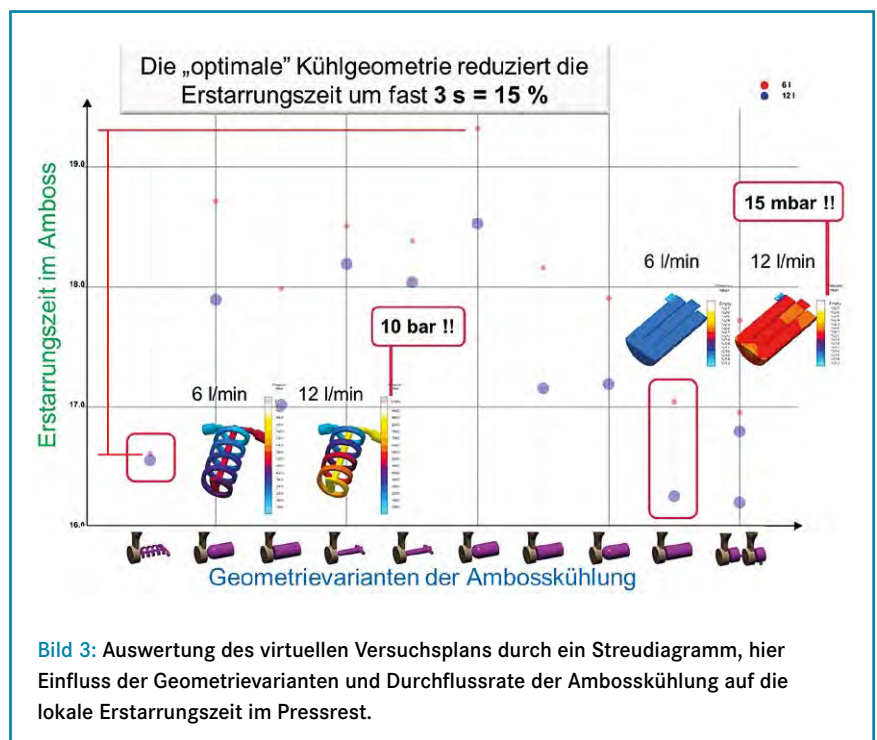 Die „optimale” Kühlgeometrie reduziert die
Erstarrungszeit um fast 3 s = 15 %
6 l
12 l
Erstarrungszeit im Amboss
19.0
18.0
17.0
16.0
15 mbar !!
6 l/min
12 l/min
10 bar !!
6 l/min
12 l/min
Geometrievarianten der Ambosskühlung
Bild 3: Auswertung des virtuellen Versuchsplans durch ein Streudiagramm, hier
Einfluss der Geometrievarianten und Durchflussrate der Ambosskühlung auf die
lokale Erstarrungszeit im Pressrest.